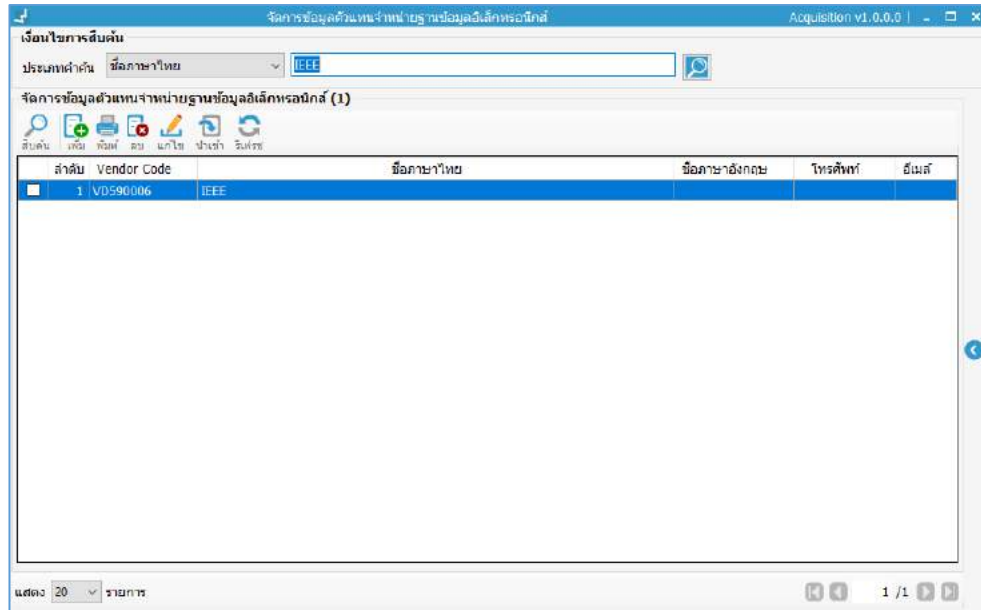 จัดการข้อมูลตัวแทนจำหน่ายฐานข้อมูลอิเล็กทรอนิกส์ Acquisition v1.0.0.0
เงื่อนไขการสืบค้น
ประเภทคำค้น ชื่อภาษาไทย IEEE
จัดการข้อมูลตัวแทนจำหน่ายฐานข้อมูลอิเล็กทรอนิกส์ (1)
สืบค้น เพิ่ม พิมพ์ ลบ แก้ไข นำเข้า รีเฟรช
ลำดับ Vendor Code ชื่อภาษาไทย ชื่อภาษาอังกฤษ โทรศัพท์ อีเมล์
1 VD590006 IEEE
แสดง 20 รายการ 1 /1